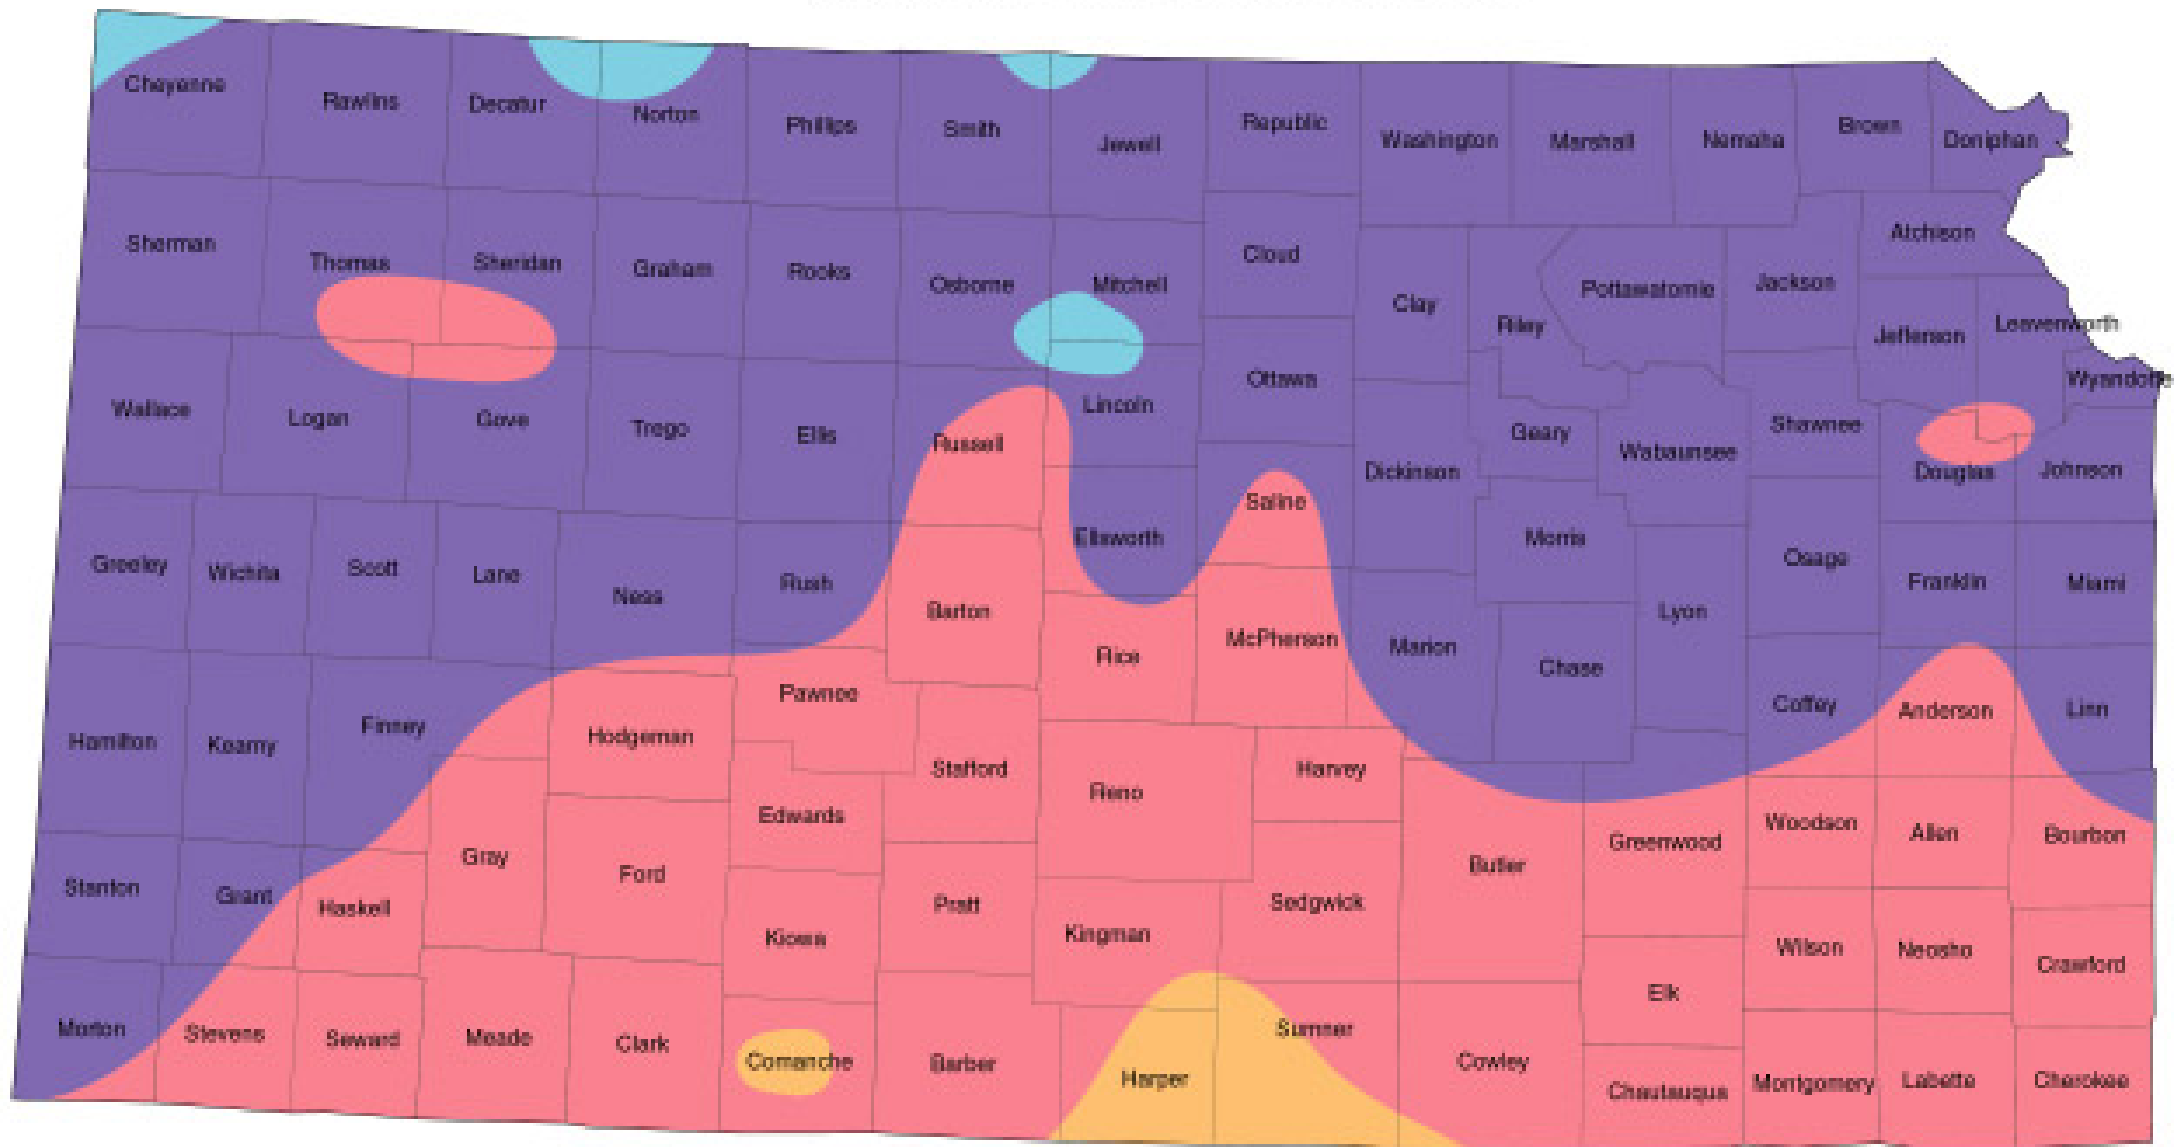 Cheyenne
Rawlins
Decatur
Norton
Phillips
Smith
Jewell
Republic
Washington
Marshall
Nemaha
Brown
Doniphan
Sherman
Thomas
Sheridan
Graham
Rooks
Osborne
Mitchell
Cloud
Clay
Riley
Pottawatomie
Jackson
Atchison
Jefferson
Leavenworth
Wyandotte
Wallace
Logan
Gove
Trego
Ellis
Russell
Lincoln
Ottawa
Saline
Dickinson
Geary
Wabaunsee
Shawnee
Douglas
Johnson
Greeley
Wichita
Scott
Lane
Ness
Rush
Barton
Ellsworth
Rice
McPherson
Marion
Morris
Chase
Lyon
Osage
Franklin
Miami
Hamilton
Kearny
Finney
Hodgeman
Pawnee
Stafford
Reno
Harvey
Coffey
Anderson
Linn
Stanton
Grant
Haskell
Gray
Ford
Edwards
Kiowa
Pratt
Kingman
Sedgwick
Butler
Greenwood
Woodson
Allen
Bourbon
Wilson
Neosho
Crawford
Elk
Morton
Stevens
Seward
Meade
Clark
Comanche
Barber
Harper
Sumner
Cowley
Chautauqua
Montgomery
Labette
Cherokee